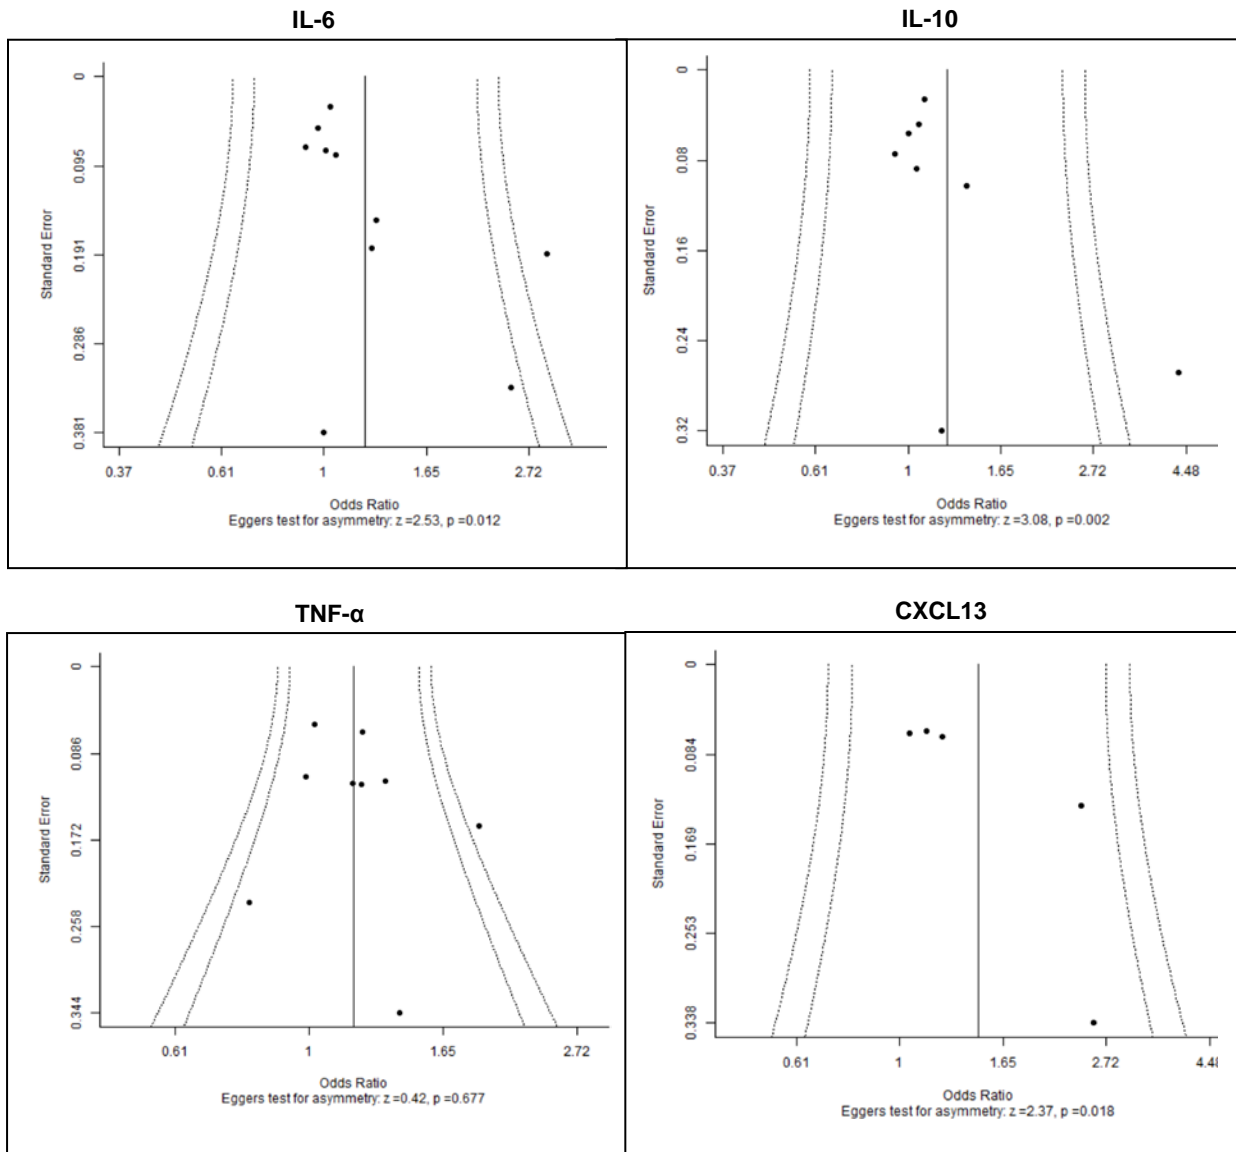 IL-6
0
0.095
0.191
0.286
0.381
Standard Error
0.37 0.61 1 1.65 2.72
Odds Ratio
Eggers test for asymmetry: z =2.53, p =0.012
IL-10
0
0.08
0.16
0.24
0.32
Standard Error
0.37 0.61 1 1.65 2.72 4.48
Odds Ratio
Eggers test for asymmetry: z =3.08, p =0.002
TNF-α
0
0.086
0.172
0.258
0.344
Standard Error
0.61 1 1.65 2.72
Odds Ratio
Eggers test for asymmetry: z =0.42, p =0.677
CXCL13
0
0.084
0.169
0.253
0.338
Standard Error
0.61 1 1.65 2.72 4.48
Odds Ratio
Eggers test for asymmetry: z =2.37, p =0.018